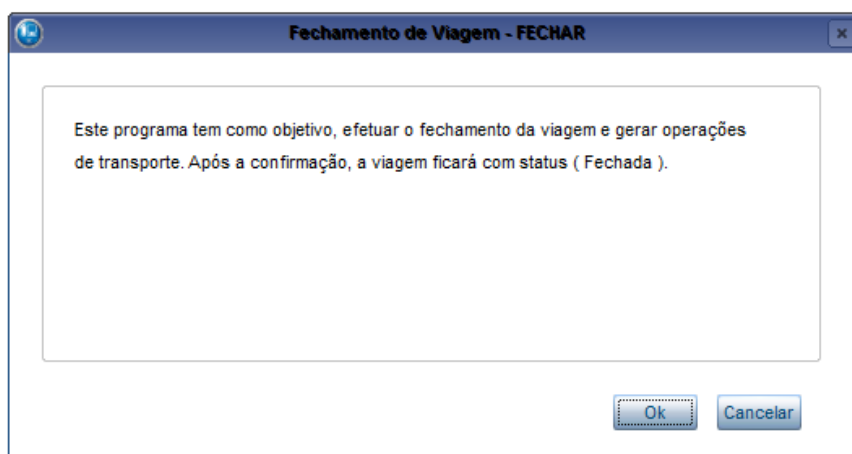 Fechamento de Viagem - FECHAR
Este programa tem como objetivo, efetuar o fechamento da viagem e gerar operações
de transporte. Após a confirmação, a viagem ficará com status ( Fechada ).
Ok Cancelar